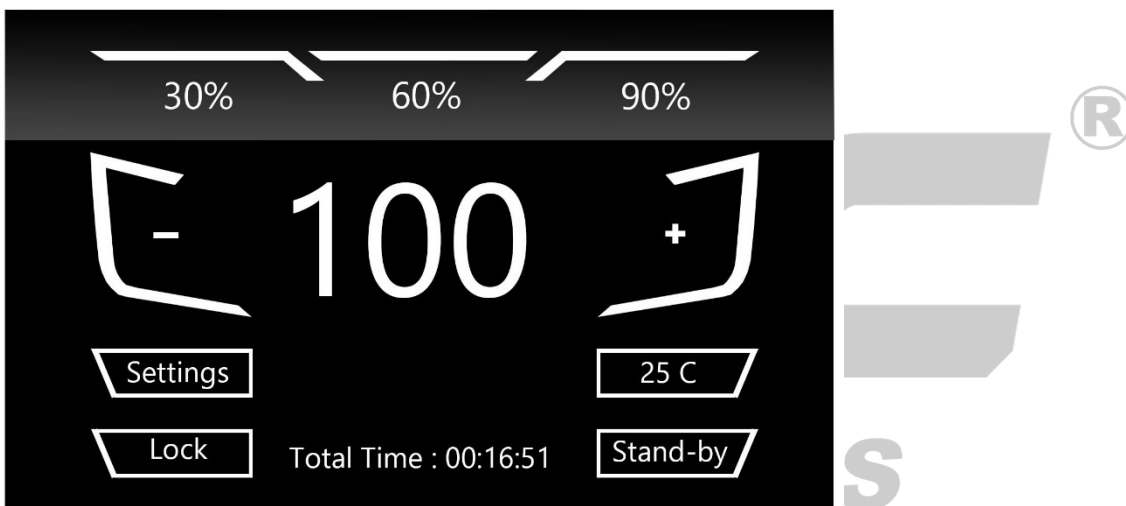 30% 60% 90%
- 100 +
Settings 25 C
Lock Total Time : 00:16:51 Stand-by
®
s